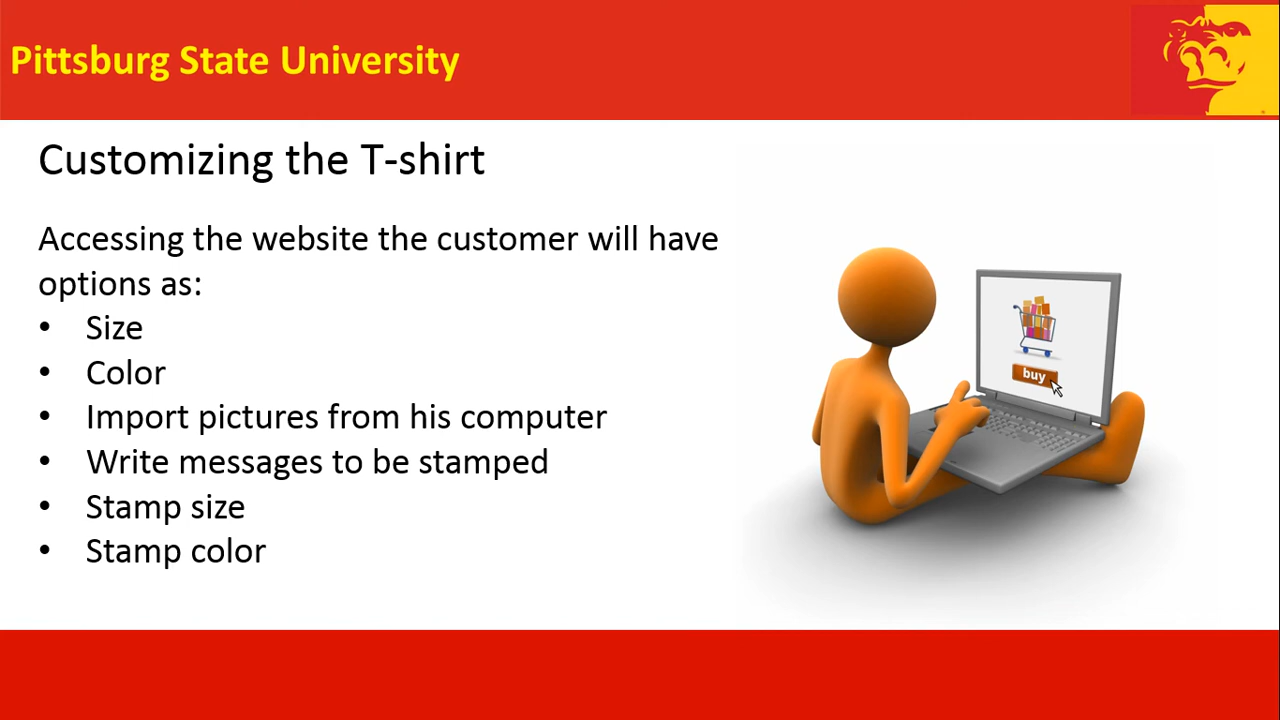 Pittsburg State University
Customizing the T-shirt
Accessing the website the customer will have
options as:
• Size
• Color
• Import pictures from his computer
• Write messages to be stamped
• Stamp size
• Stamp color
buy